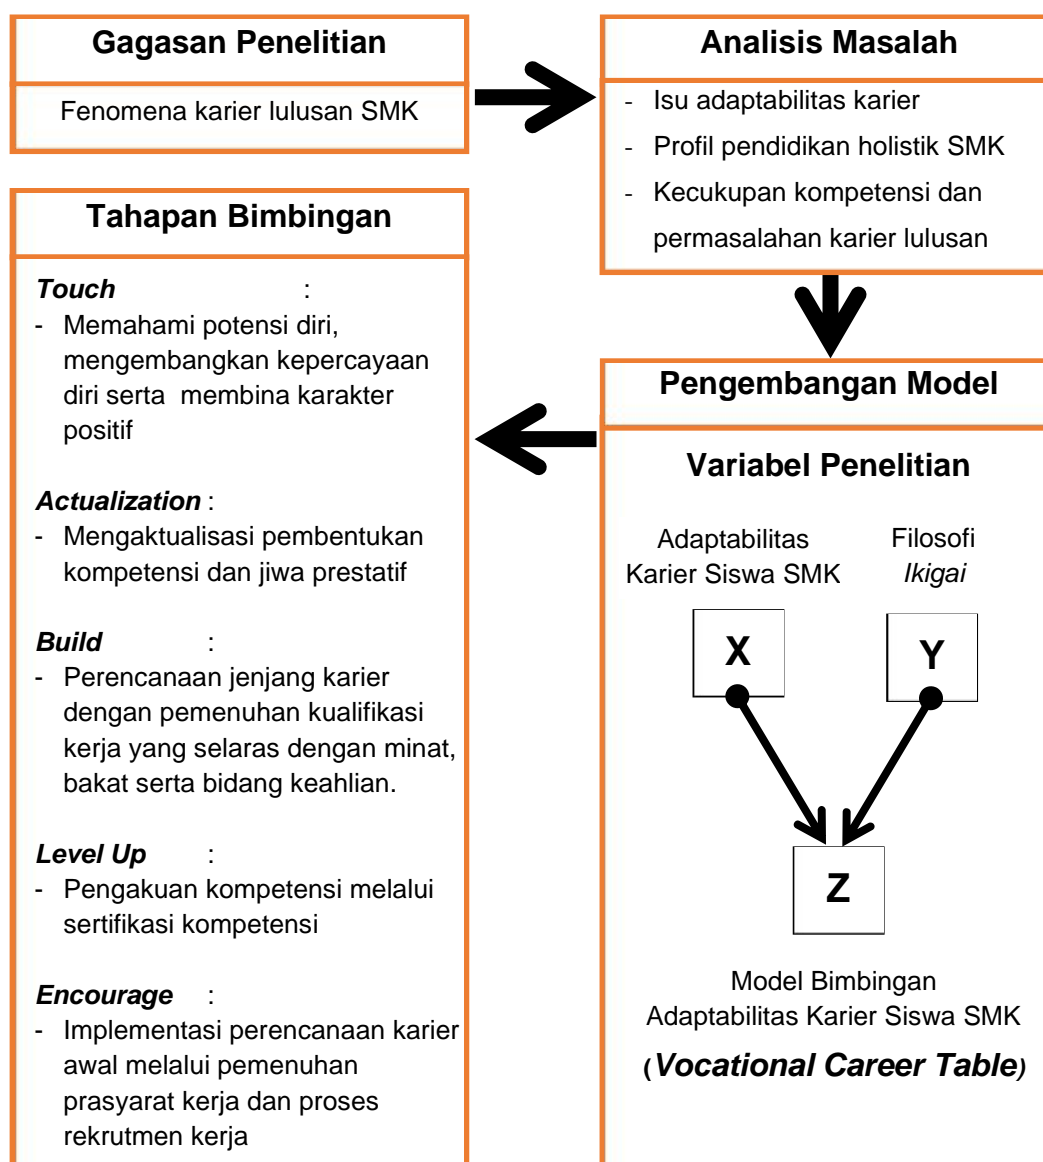 Gagasan Penelitian
Fenomena karier lulusan SMK
Analisis Masalah
- Isu adaptabilitas karier
- Profil pendidikan holistik SMK
- Kecukupan kompetensi dan
permasalahan karier lulusan
Pengembangan Model
Variabel Penelitian
Adaptabilitas
Karier Siswa SMK
Filosofi
Ikigai
X
Y
Z
Model Bimbingan
Adaptabilitas Karier Siswa SMK
(Vocational Career Table)
Tahapan Bimbingan
Touch :
- Memahami potensi diri,
mengembangkan kepercayaan
diri serta membina karakter
positif
Actualization :
- Mengaktualisasi pembentukan
kompetensi dan jiwa prestatif
Build :
- Perencanaan jenjang karier
dengan pemenuhan kualifikasi
kerja yang selaras dengan minat,
bakat serta bidang keahlian.
Level Up :
- Pengakuan kompetensi melalui
sertifikasi kompetensi
Encourage :
- Implementasi perencanaan karier
awal melalui pemenuhan
prasyarat kerja dan proses
rekrutmen kerja